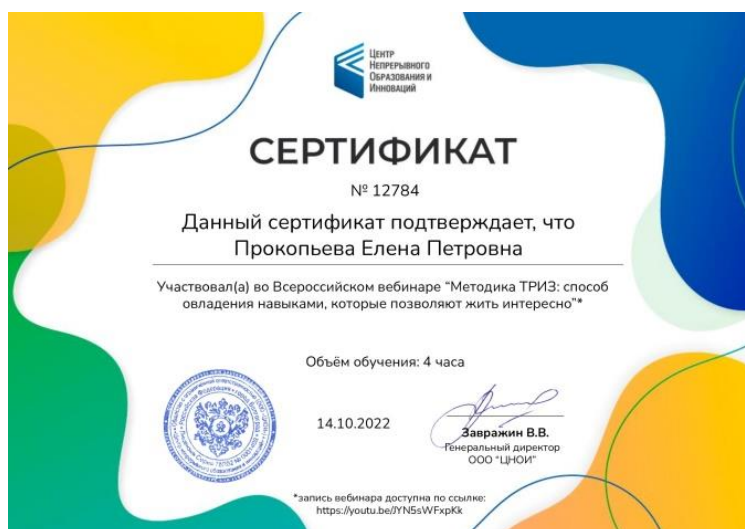 Центр
Непрерывного
Образования и
Инноваций
СЕРТИФИКАТ
№ 12784
Данный сертификат подтверждает, что
Прокопьева Елена Петровна
Участвовал(а) во Всероссийском вебинаре “Методика ТРИЗ: способ
овладения навыками, которые позволяют жить интересно”*
Объём обучения: 4 часа
14.10.2022
Завражин В.В.
Генеральный директор
ООО “ЦНОИ”
*запись вебинара доступна по ссылке:
https://youtu.be/JYN5sWFxpKk